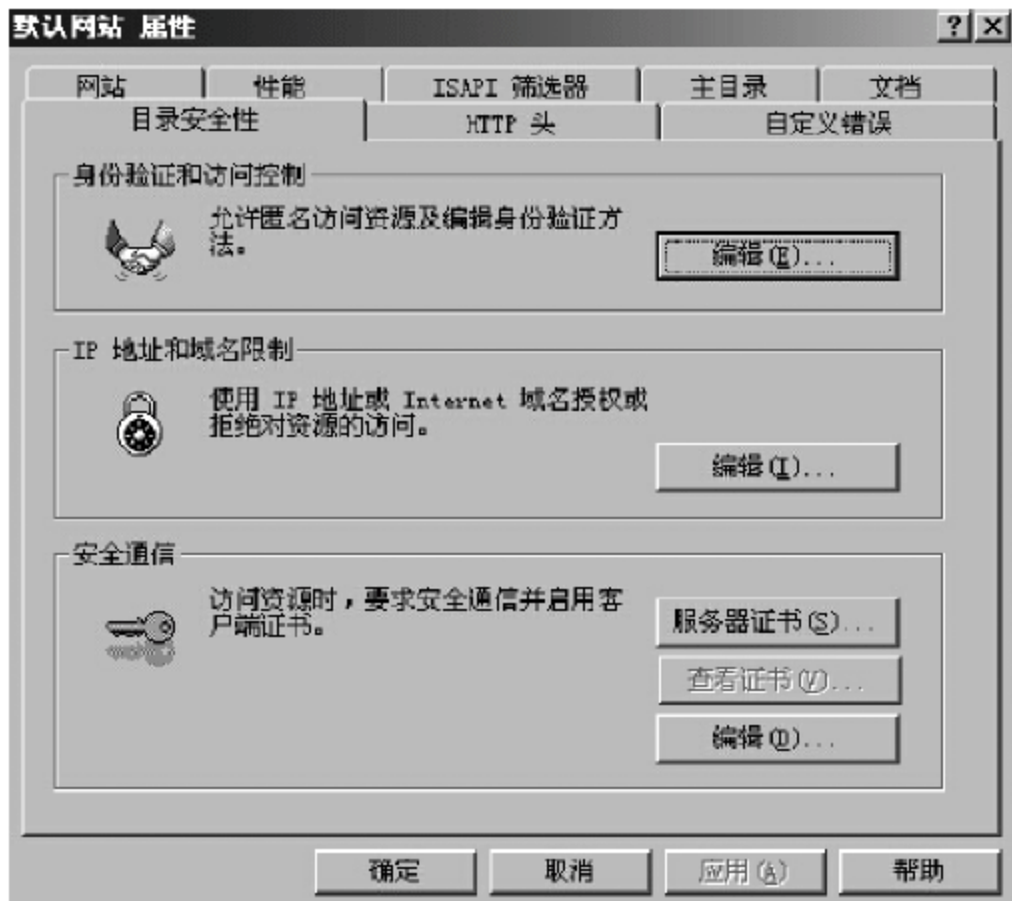 默认网站 属性
网站 性能 ISAPI 筛选器 主目录 文档
目录安全性 HTTP 头 自定义错误
身份验证和访问控制
允许匿名访问资源及编辑身份验证方
法。
编辑(E)...
IP 地址和域名限制
使用 IP 地址或 Internet 域名授权或
拒绝对资源的访问。
编辑(I)...
安全通信
访问资源时，要求安全通信并启用客
户端证书。
服务器证书(S)...
查看证书(V)...
编辑(D)...
确定 取消 应用(A) 帮助